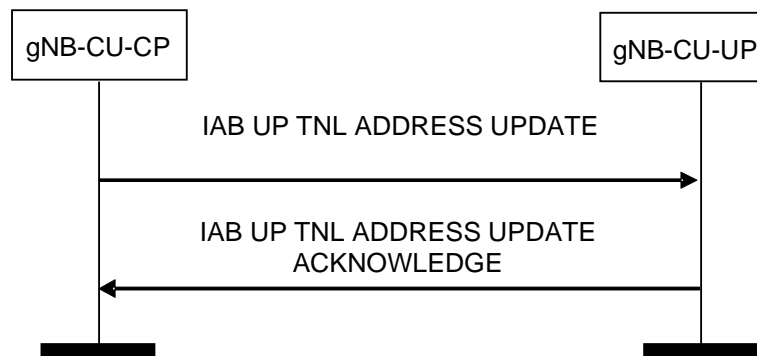 gNB-CU-CP
gNB-CU-UP
IAB UP TNL ADDRESS UPDATE
IAB UP TNL ADDRESS UPDATE
ACKNOWLEDGE